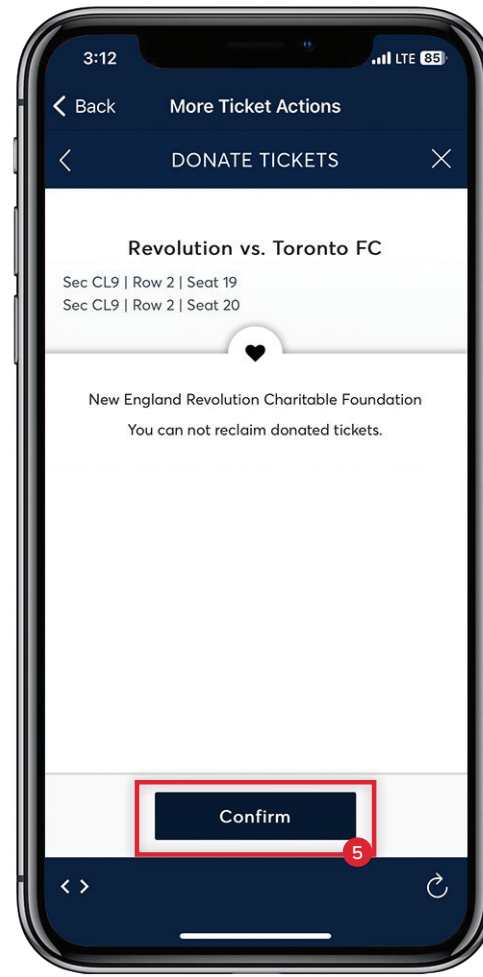 3:12 LTE 85
Back More Ticket Actions
DONATE TICKETS
Revolution vs. Toronto FC
Sec CL9 | Row 2 | Seat 19
Sec CL9 | Row 2 | Seat 20
New England Revolution Charitable Foundation
You can not reclaim donated tickets.
Confirm
5